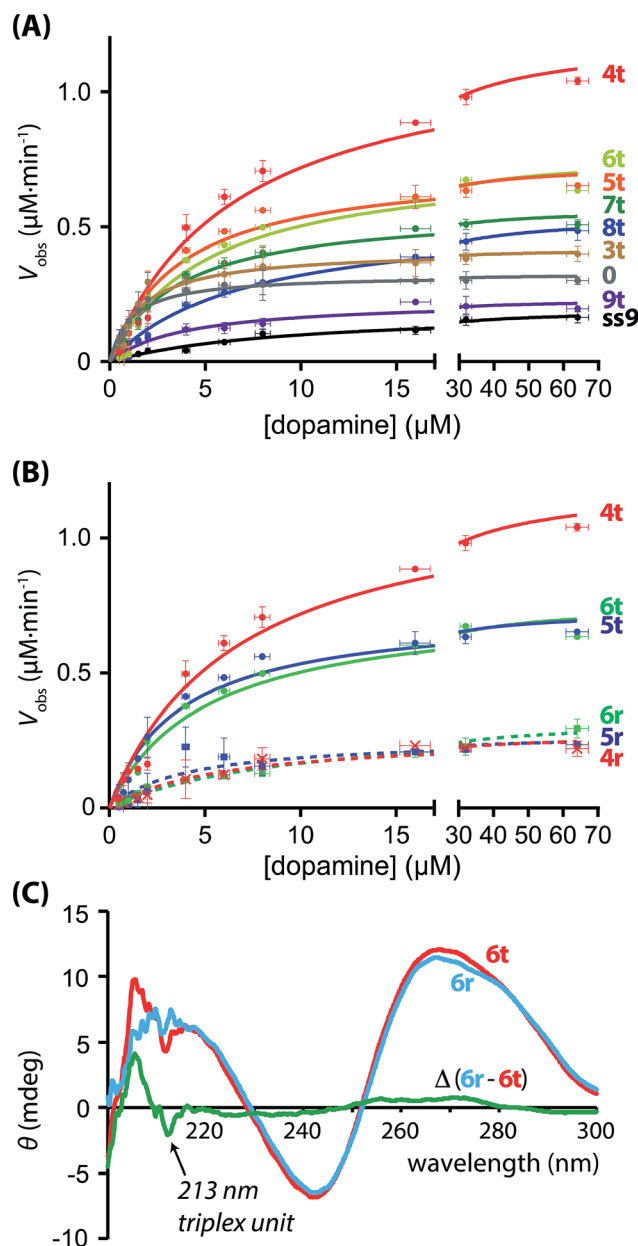 (A)
V_obs (μM·min⁻¹)
1.0
0.5
0
0 5 10 15 30 40 50 60 70
[dopamine] (μM)
4t
6t
5t
7t
8t
3t
0
9t
ss9
(B)
V_obs (μM·min⁻¹)
1.0
0.5
0
0 5 10 15 30 40 50 60 70
[dopamine] (μM)
4t
6t
5t
6r
5r
4r
(C)
θ (mdeg)
15
10
5
0
-5
-10
6t
6r
Δ (6r - 6t)
220 240 260 280 300
wavelength (nm)
213 nm
triplex unit